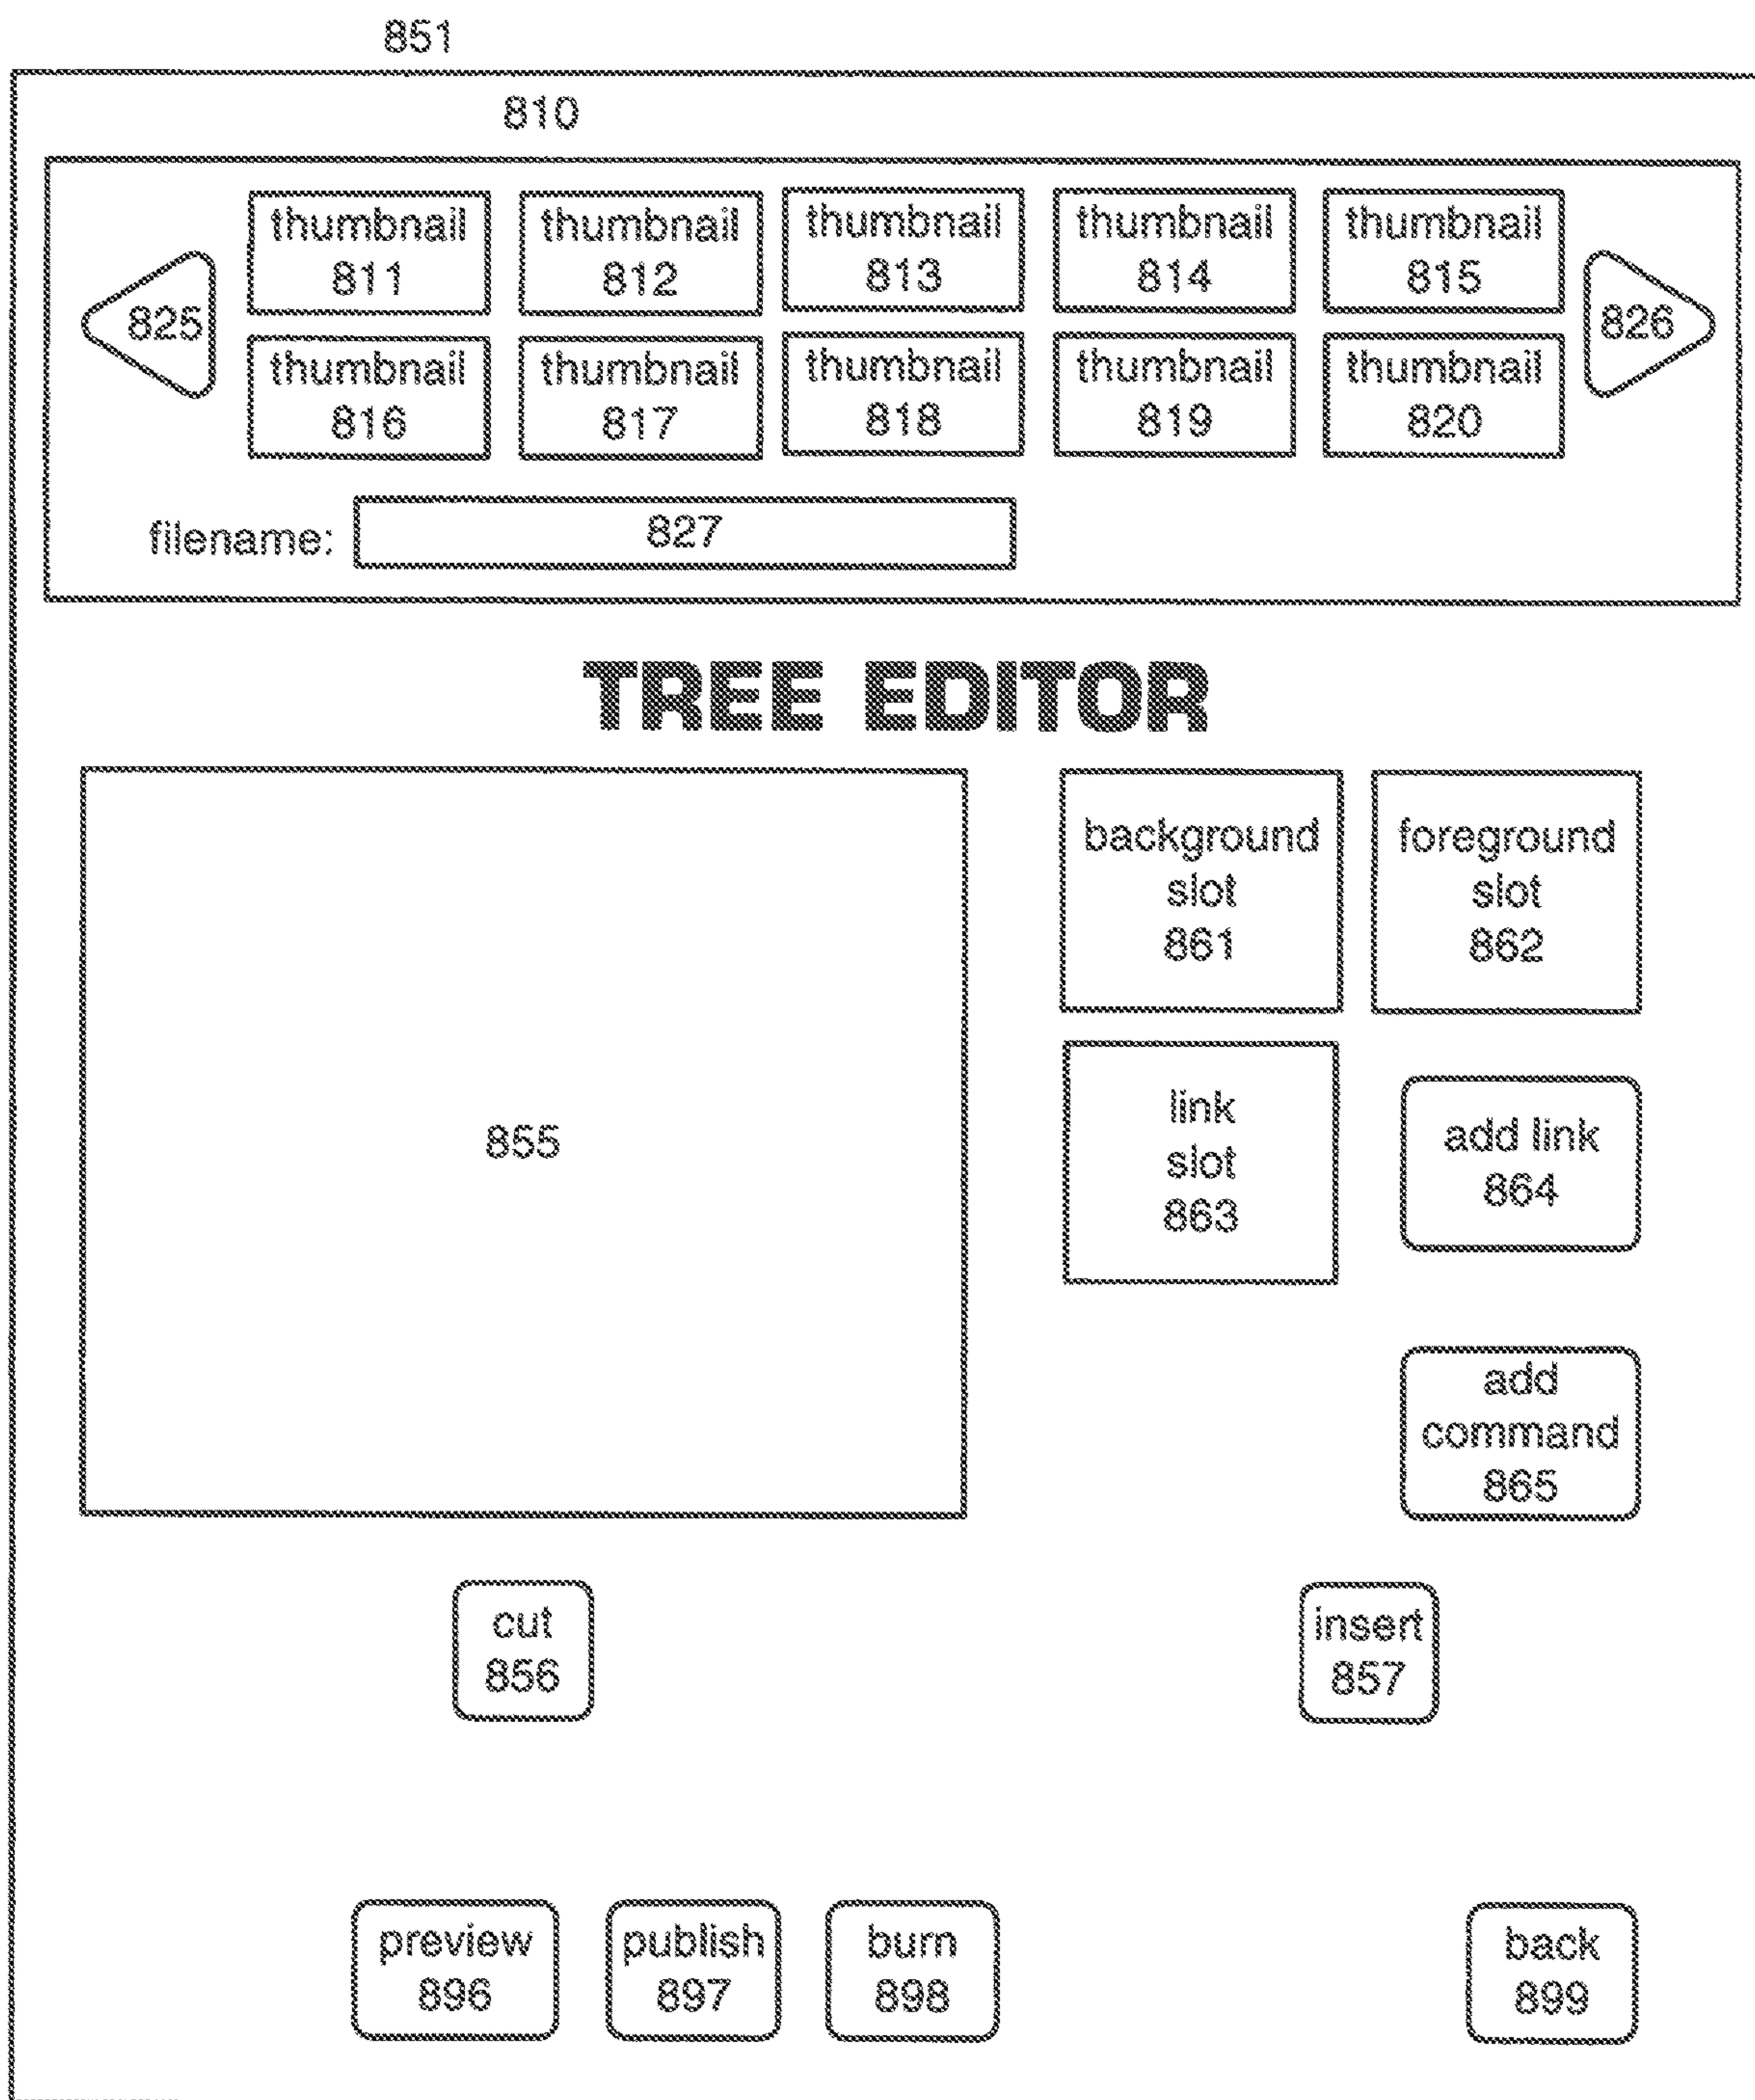 851
810
thumbnail
811
thumbnail
812
thumbnail
813
thumbnail
814
thumbnail
815
825
826
thumbnail
816
thumbnail
817
thumbnail
818
thumbnail
819
thumbnail
820
filename:
827
TREE EDITOR
855
background
slot
861
foreground
slot
862
link
slot
863
add link
864
add
command
865
cut
856
insert
857
preview
896
publish
897
burn
898
back
899